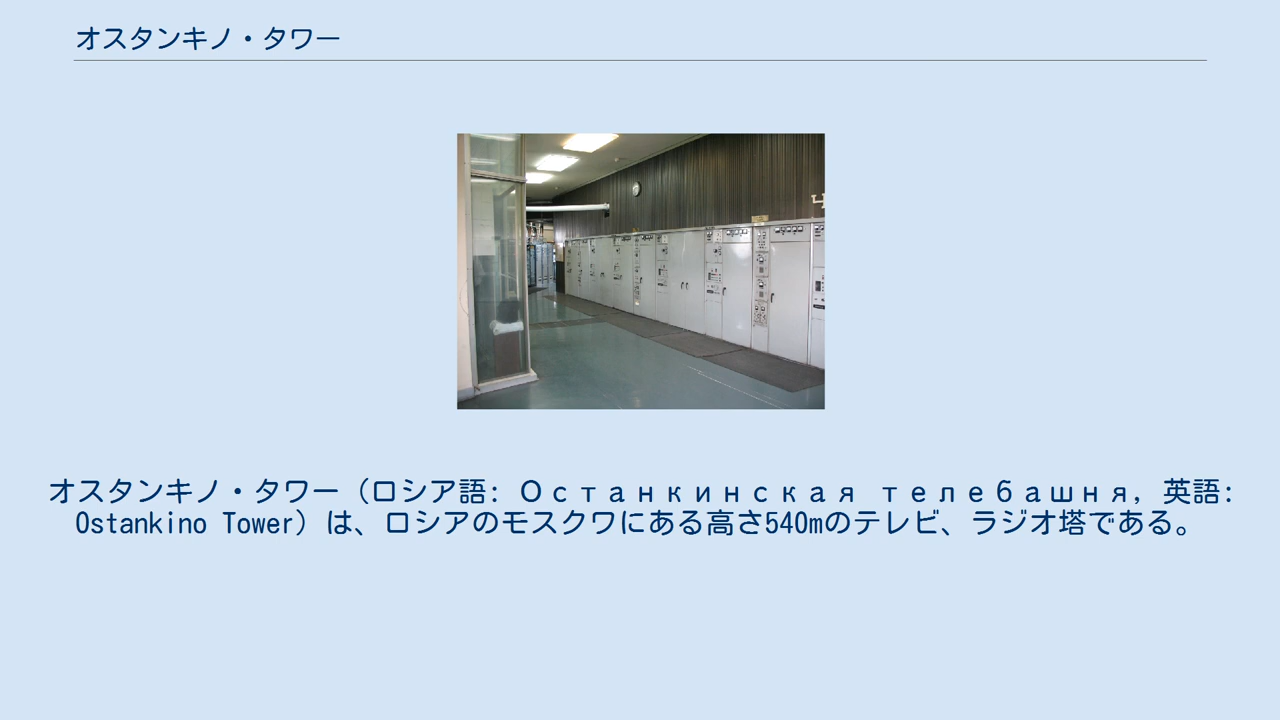 オスタンキノ・タワー
オスタンキノ・タワー（ロシア語: Останкинская телебашня, 英語:
Ostankino Tower）は、ロシアのモスクワにある高さ540mのテレビ、ラジオ塔である。